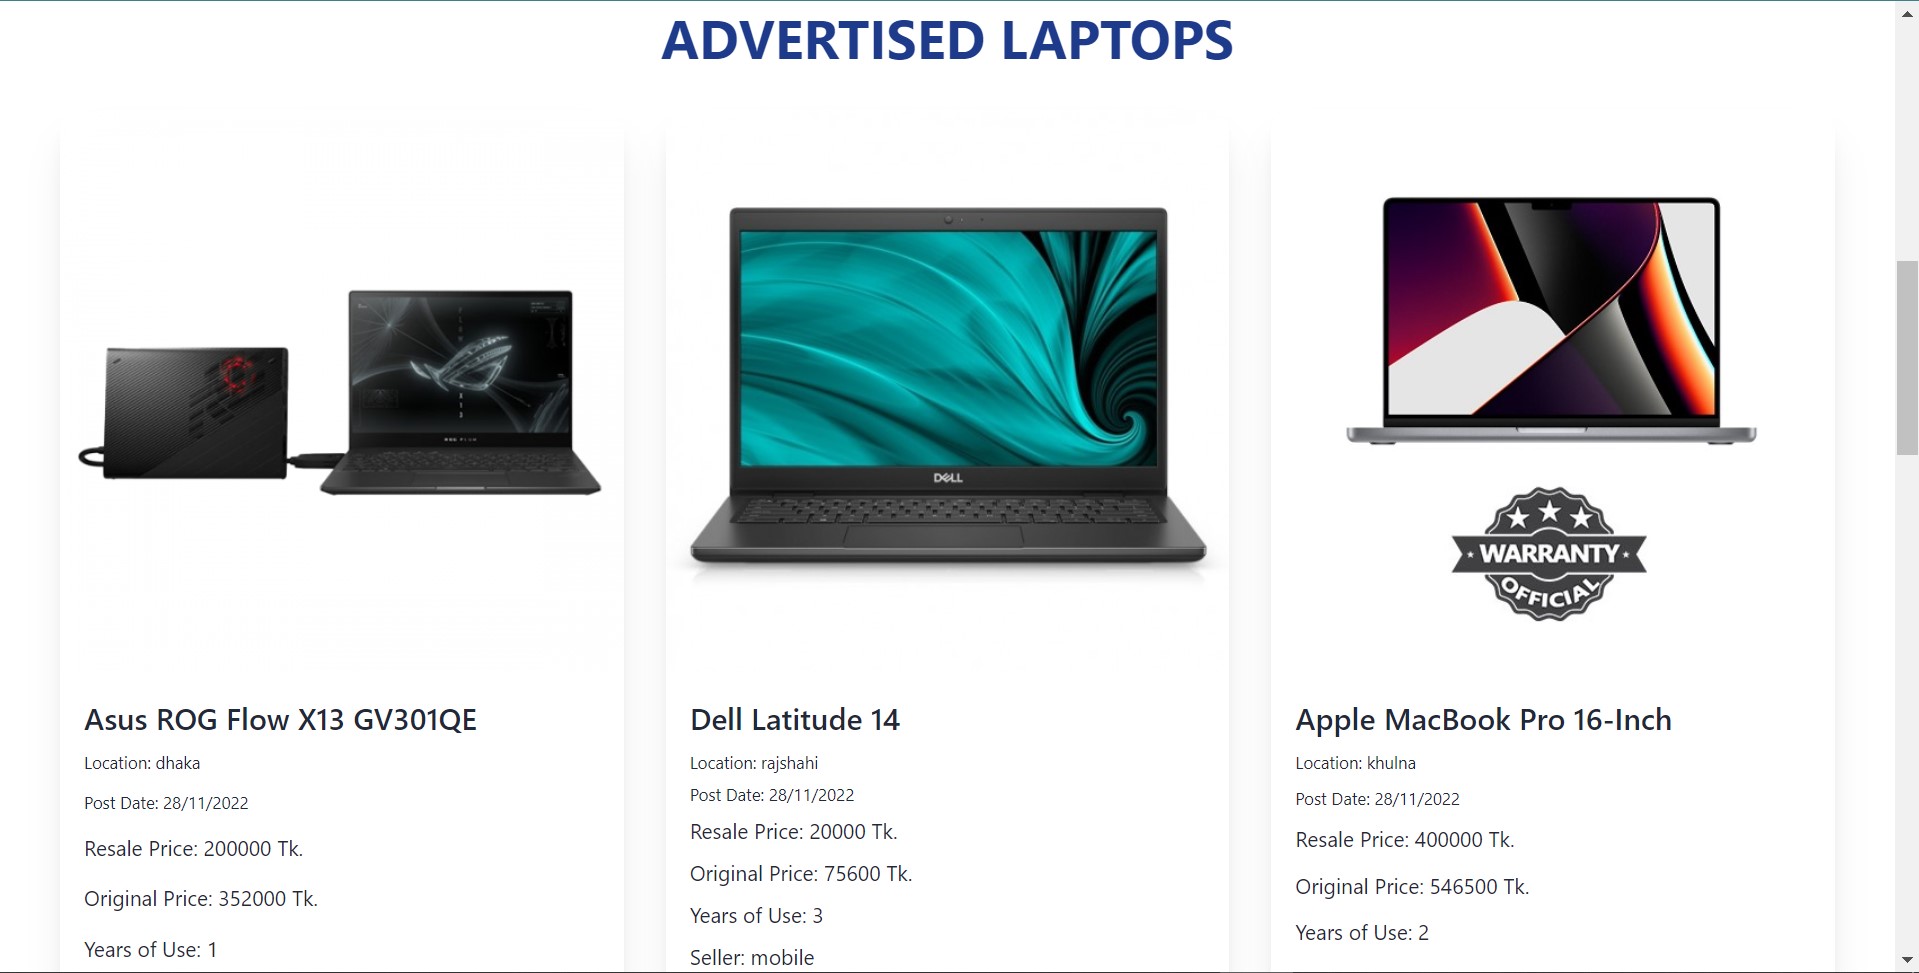 ADVERTISED LAPTOPS
ROG FLOW
X13
DELL
WARRANTY
OFFICIAL
Asus ROG Flow X13 GV301QE
Location: dhaka
Post Date: 28/11/2022
Resale Price: 200000 Tk.
Original Price: 352000 Tk.
Years of Use: 1
Dell Latitude 14
Location: rajshahi
Post Date: 28/11/2022
Resale Price: 20000 Tk.
Original Price: 75600 Tk.
Years of Use: 3
Seller: mobile
Apple MacBook Pro 16-Inch
Location: khulna
Post Date: 28/11/2022
Resale Price: 400000 Tk.
Original Price: 546500 Tk.
Years of Use: 2